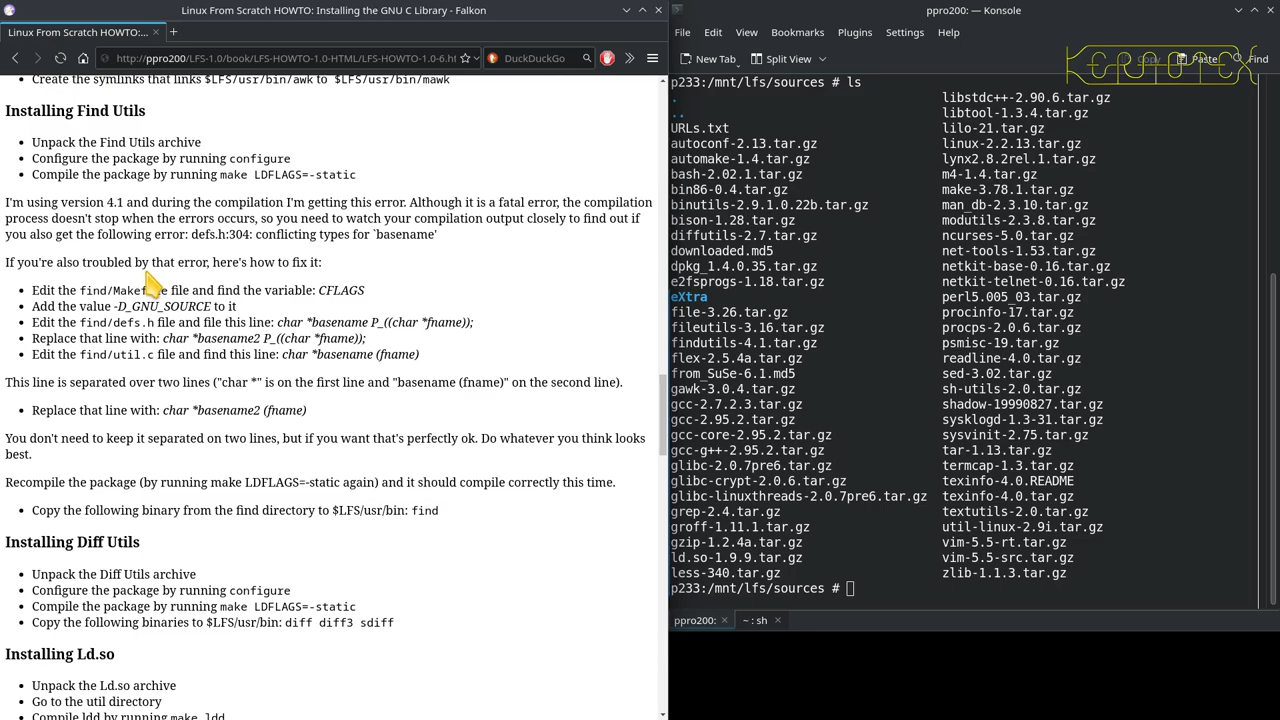 Linux From Scratch HOWTO: Installing the GNU C Library - Falkon
Linux From Scratch HOWTO:...
http://ppro200/LFS-1.0/book/LFS-HOWTO-1.0-HTML/LFS-HOWTO-1.0-6.ht
DuckDuckGo
Create the symlinks that links $LFS/usr/bin/awk to $LFS/usr/bin/mawk
Installing Find Utils
• Unpack the Find Utils archive
• Configure the package by running configure
• Compile the package by running make LDFLAGS=-static
I'm using version 4.1 and during the compilation I'm getting this error. Although it is a fatal error, the compilation
process doesn't stop when the errors occurs, so you need to watch your compilation output closely to find out if
you also get the following error: defs.h:304: conflicting types for `basename'
If you're also troubled by that error, here's how to fix it:
• Edit the find/Makefile file and find the variable: CFLAGS
• Add the value -D_GNU_SOURCE to it
• Edit the find/defs.h file and file this line: char *basename P_((char *fname));
• Replace that line with: char *basename2 P_((char *fname));
• Edit the find/util.c file and find this line: char *basename (fname)
This line is separated over two lines ("char *" is on the first line and "basename (fname)" on the second line).
• Replace that line with: char *basename2 (fname)
You don't need to keep it separated on two lines, but if you want that's perfectly ok. Do whatever you think looks
best.
Recompile the package (by running make LDFLAGS=-static again) and it should compile correctly this time.
• Copy the following binary from the find directory to $LFS/usr/bin: find
Installing Diff Utils
• Unpack the Diff Utils archive
• Configure the package by running configure
• Compile the package by running make LDFLAGS=-static
• Copy the following binaries to $LFS/usr/bin: diff diff3 sdiff
Installing Ld.so
• Unpack the Ld.so archive
• Go to the util directory
• Compile ldd by running make ldd
ppro200: — Konsole
File Edit View Bookmarks Plugins Settings Help
New Tab Split View Copy Paste Find
p233:/mnt/lfs/sources # ls
. libstdc++-2.90.6.tar.gz
.. libtool-1.3.4.tar.gz
URLs.txt lilo-21.tar.gz
autoconf-2.13.tar.gz linux-2.2.13.tar.gz
automake-1.4.tar.gz lynx2.8.2rel.1.tar.gz
bash-2.02.1.tar.gz m4-1.4.tar.gz
bin86-0.4.tar.gz make-3.78.1.tar.gz
binutils-2.9.1.0.22b.tar.gz man_db-2.3.10.tar.gz
bison-1.28.tar.gz modutils-2.3.8.tar.gz
diffutils-2.7.tar.gz ncurses-5.0.tar.gz
downloaded.md5 netkit-base-0.16.tar.gz
dpkg_1.4.0.35.tar.gz netkit-combo-0.16.tar.gz
e2fsprogs-1.18.tar.gz netkit-telnet-0.16.tar.gz
eXtra perl5.005_03.tar.gz
file-3.26.tar.gz procinfo-17.tar.gz
fileutils-3.16.tar.gz procps-2.0.6.tar.gz
findutils-4.1.tar.gz psmisc-19.tar.gz
flex-2.5.4a.tar.gz readline-4.0.tar.gz
from_SuSe-6.1.md5 sed-3.02.tar.gz
gawk-3.0.4.tar.gz sh-utils-2.0.tar.gz
gcc-2.7.2.3.tar.gz shadow-19990827.tar.gz
gcc-2.95.2.tar.gz sysklogd-1.3-31.tar.gz
gcc-core-2.95.2.tar.gz sysvinit-2.75.tar.gz
gcc-g++-2.95.2.tar.gz tar-1.13.tar.gz
glibc-2.0.7pre6.tar.gz termcap-1.3.tar.gz
glibc-crypt-2.0.6.tar.gz texinfo-4.0.README
glibc-linuxthreads-2.0.7pre6.tar.gz texinfo-4.0.tar.gz
grep-2.4.tar.gz textutils-2.0.tar.gz
groff-1.11.1.tar.gz util-linux-2.9i.tar.gz
gzip-1.2.4a.tar.gz vim-5.5-rt.tar.gz
ld.so-1.9.9.tar.gz vim-5.5-src.tar.gz
less-340.tar.gz zlib-1.1.3.tar.gz
p233:/mnt/lfs/sources #
ppro200: ~ : sh